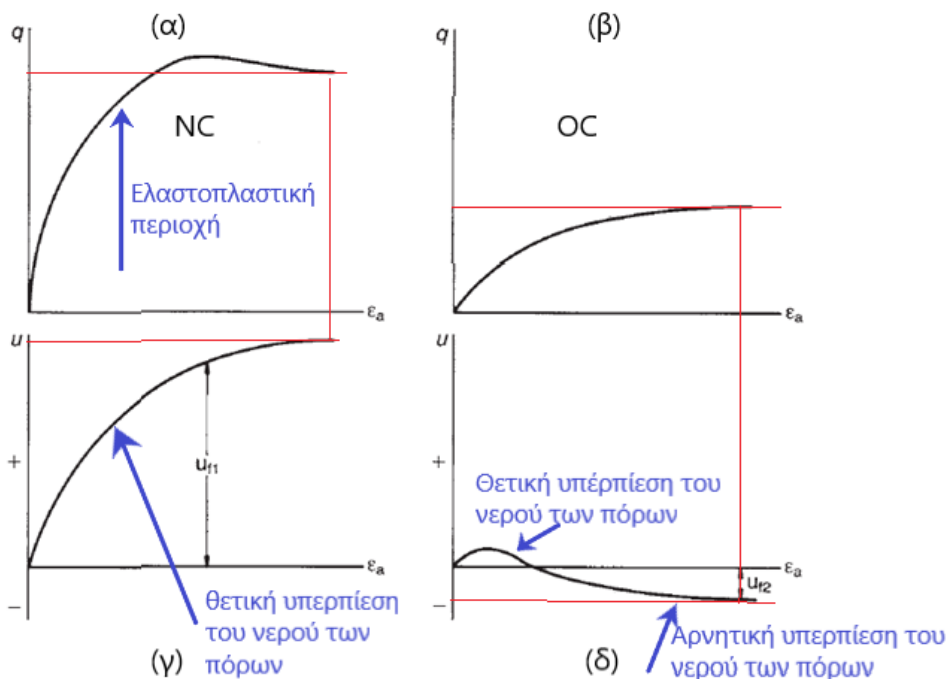 (α)
(β)
q
q
NC
OC
Ελαστοπλαστική
περιοχή
εa
εa
u
u
+
+
uf1
Θετική υπέρπίεση του
νερού των πόρων
εa
εa
uf2
−
−
θετική υπερπίεση
του νερού των
πόρων
Αρνητική υπερπίεση του
νερού των πόρων
(γ)
(δ)